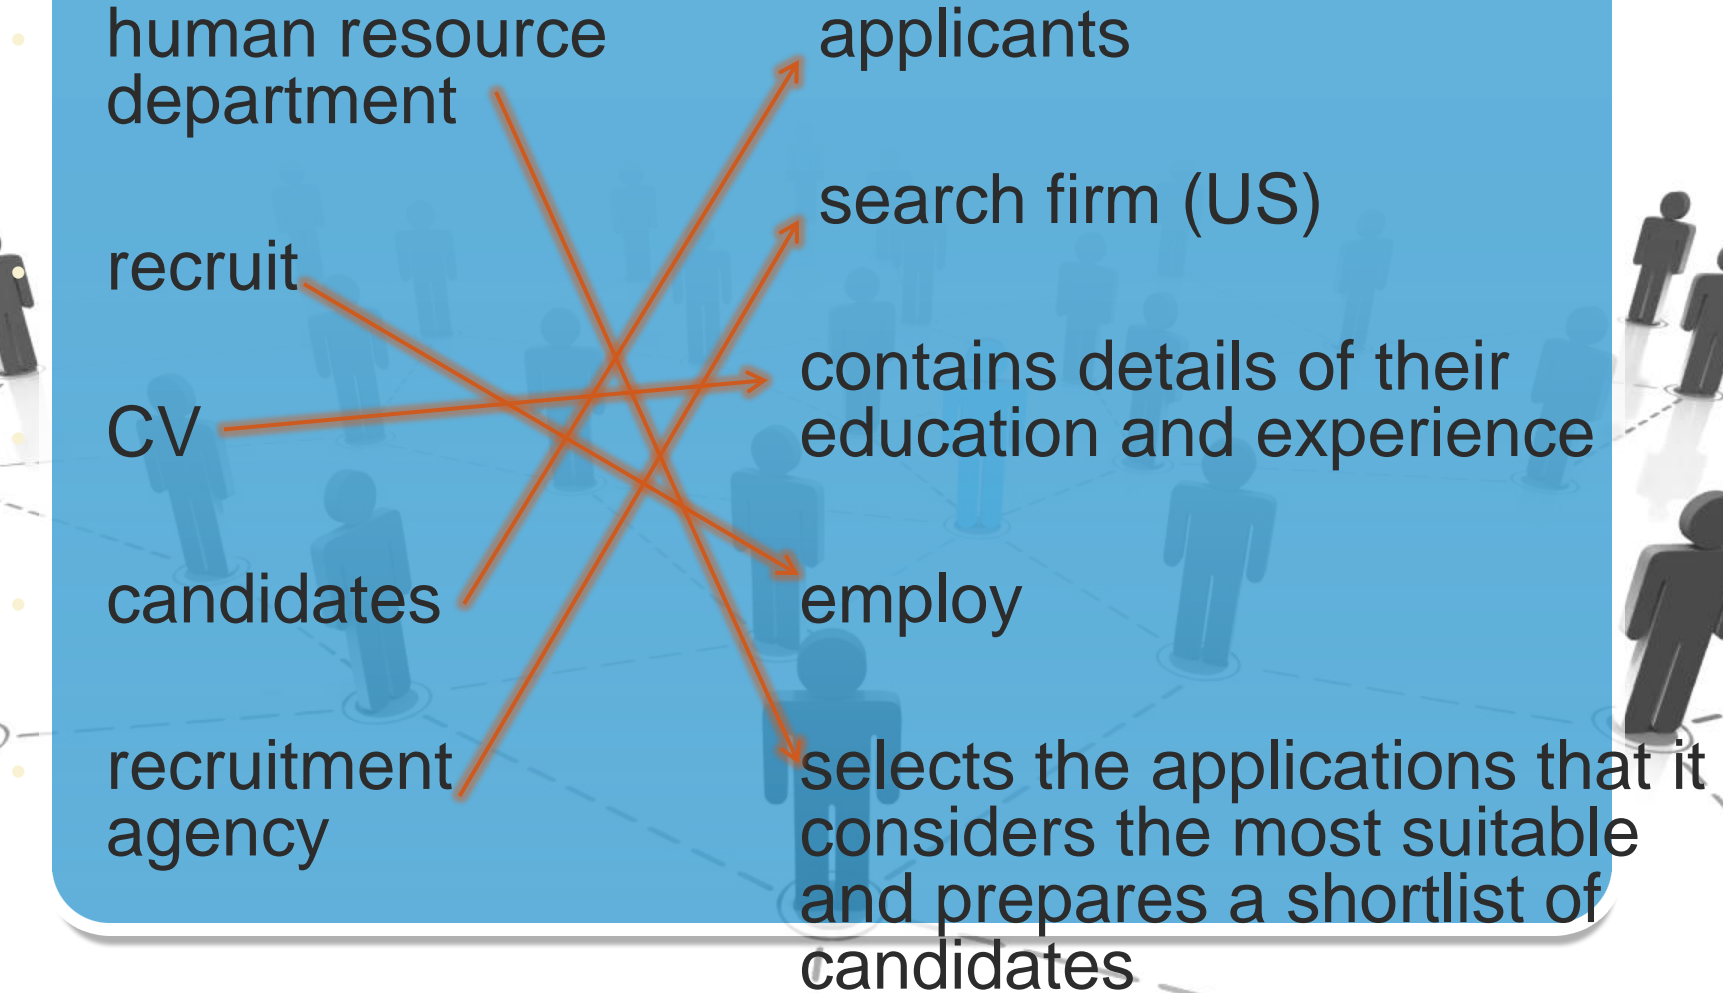 human resource
department
recruit
CV
candidates
recruitment
agency
applicants
search firm (US)
contains details of their
education and experience
employ
selects the applications that it
considers the most suitable
and prepares a shortlist of
candidates